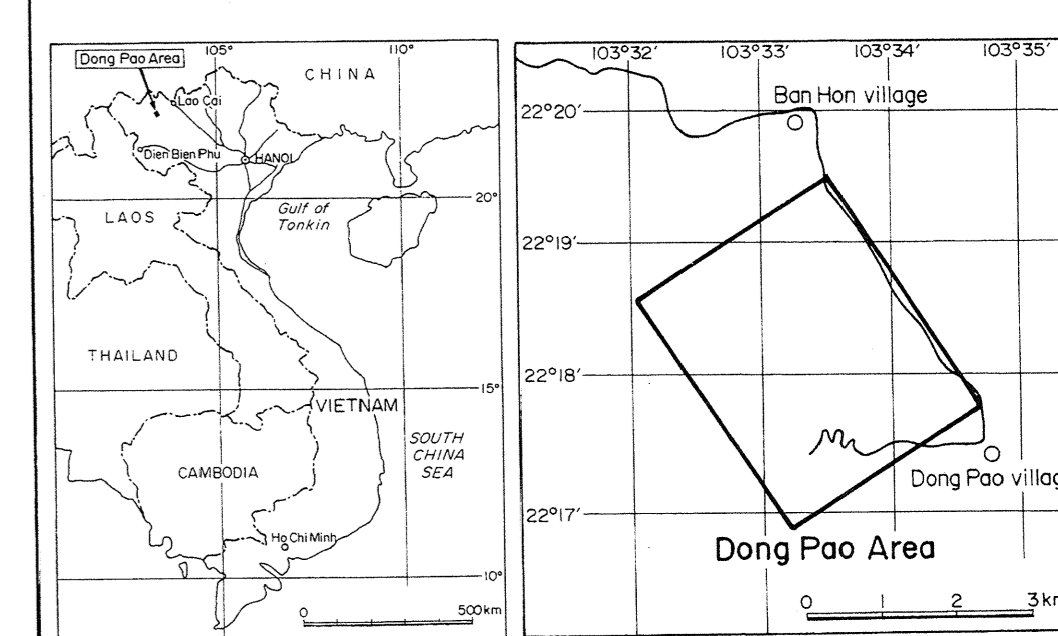 105°
110°
Dong Pao Area
CHINA
Lao Cai
Dien Bien Phu
HANOI
20°
LAOS
Gulf of
Tonkin
THAILAND
15°
VIETNAM
SOUTH
CHINA
SEA
CAMBODIA
Ho Chi Minh
10°
0
500km
103°32′
103°33′
103°34′
103°35′
Ban Hon village
22°20′
22°19′
22°18′
Dong Pao villag
22°17′
Dong Pao Area
0 1 2 3 km